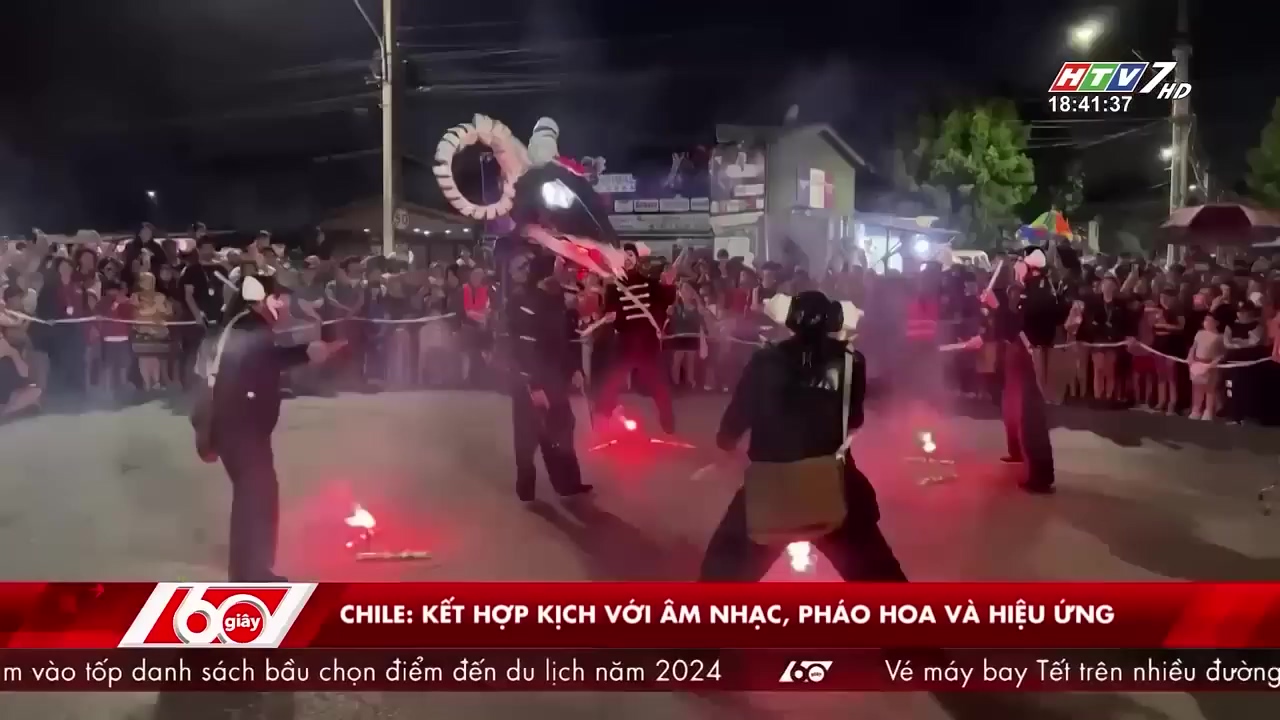 HTV7 HD
18:41:37
50
60 giây
CHILE: KẾT HỢP KỊCH VỚI ÂM NHẠC, PHÁO HOA VÀ HIỆU ỨNG
m vào tốp danh sách bầu chọn điểm đến du lịch năm 2024 60 giây Vé máy bay Tết trên nhiều đường